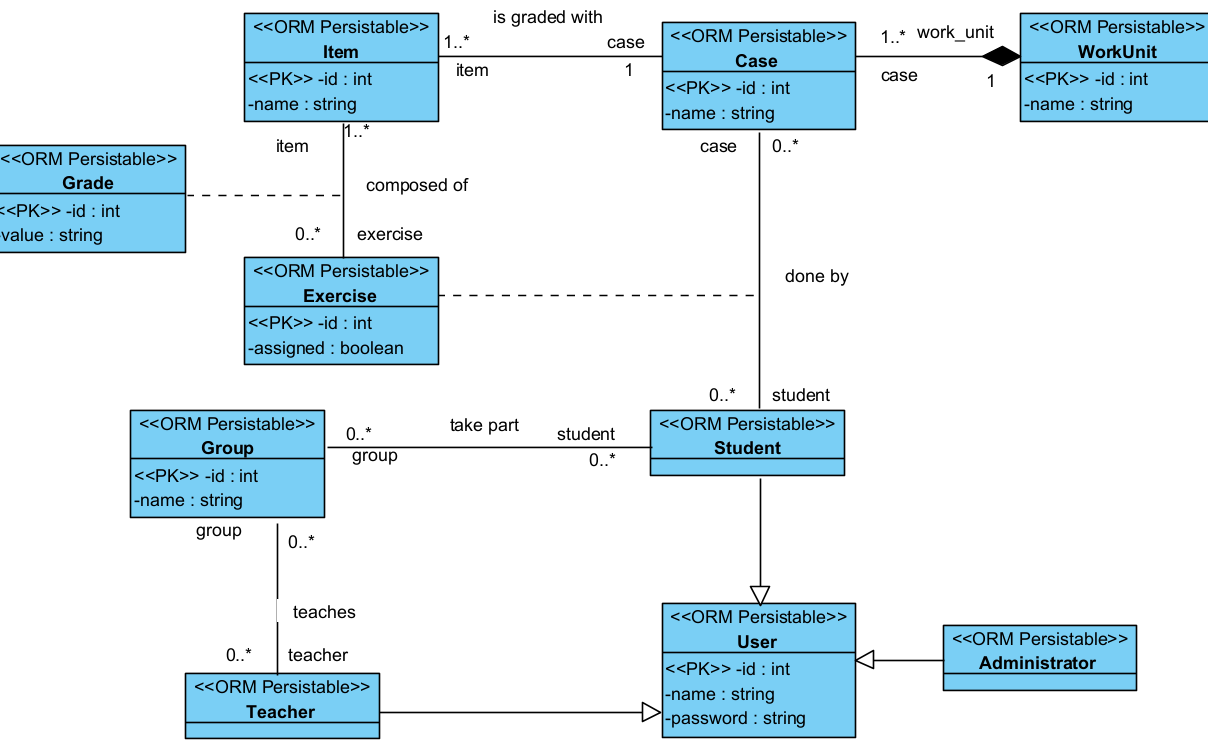 is graded with
<<ORM Persistable>>
Item
<<PK>> -id : int
-name : string
1..*
item
case
1
<<ORM Persistable>>
Case
<<PK>> -id : int
-name : string
1..*
work_unit
case
1
<<ORM Persistable>>
WorkUnit
<<PK>> -id : int
-name : string
1..*
item
case
0..*
<<ORM Persistable>>
Grade
<<PK>> -id : int
-value : string
composed of
0..*
exercise
<<ORM Persistable>>
Exercise
<<PK>> -id : int
-assigned : boolean
done by
0..*
student
<<ORM Persistable>>
Group
<<PK>> -id : int
-name : string
0..*
group
take part
student
0..*
<<ORM Persistable>>
Student
group
0..*
teaches
0..*
teacher
<<ORM Persistable>>
Teacher
<<ORM Persistable>>
User
<<PK>> -id : int
-name : string
-password : string
<<ORM Persistable>>
Administrator